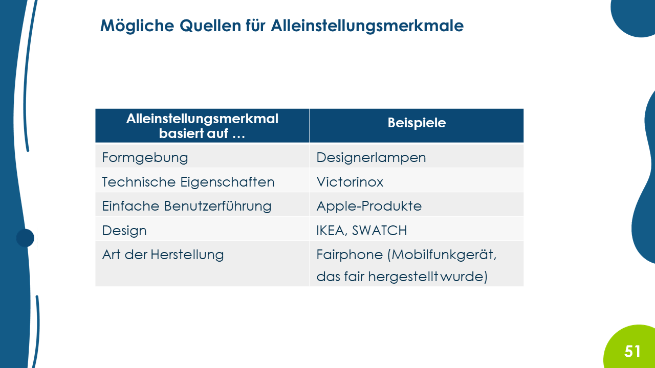 Mögliche Quellen für Alleinstellungsmerkmale
Alleinstellungsmerkmal
basiert auf …
Beispiele
Formgebung
Designerlampen
Technische Eigenschaften
Victorinox
Einfache Benutzerführung
Apple-Produkte
Design
IKEA, SWATCH
Art der Herstellung
Fairphone (Mobilfunkgerät,
das fair hergestellt wurde)
51